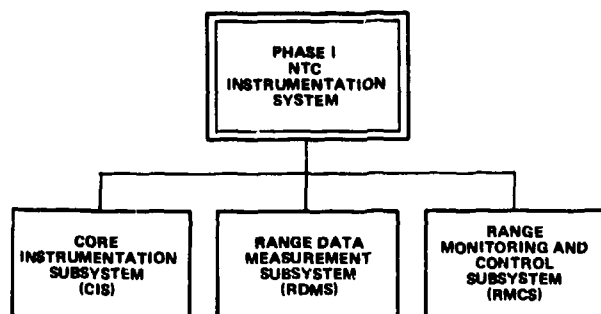 PHASE I
NTC
INSTRUMENTATION
SYSTEM
CORE
INSTRUMENTATION
SUBSYSTEM
(CIS)
RANGE DATA
MEASUREMENT
SUBSYSTEM
(RDMS)
RANGE
MONITORING AND
CONTROL
SUBSYSTEM
(RMCS)